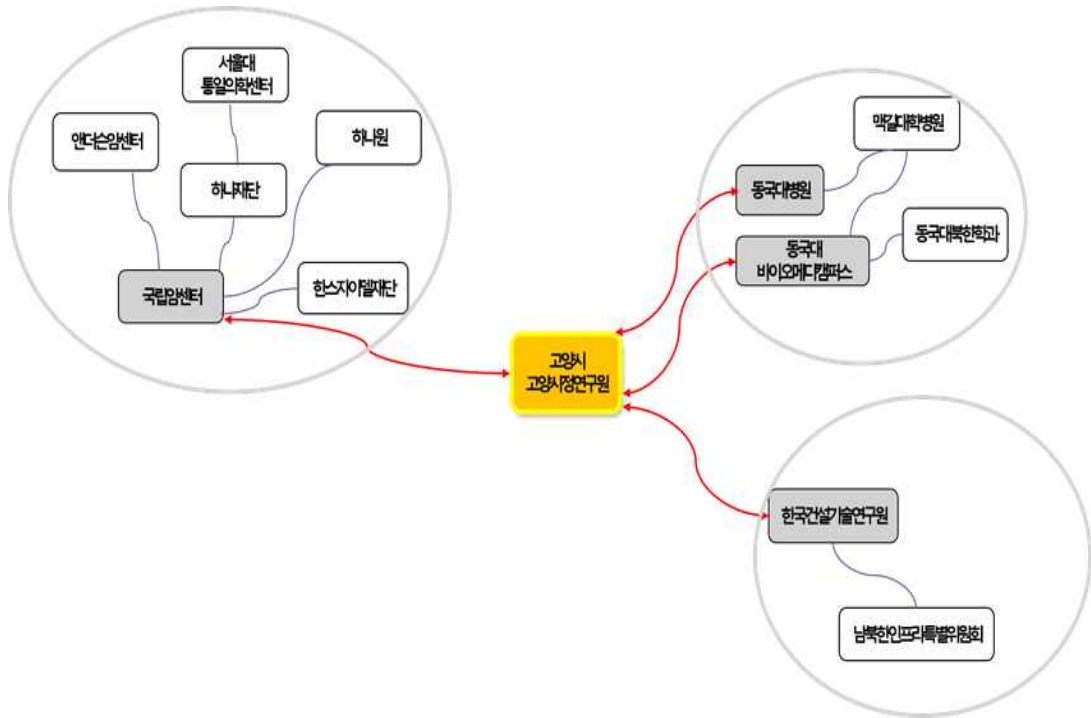 서울대
통일의학센터
앤더슨암센터
하나원
하나재단
국립암센터
한스자이델재단
맥길대학병원
동국대병원
동국대북한학과
동국대
바이오메디캠퍼스
고양시
고양시정연구원
한국건설기술연구원
남북한인프라특별위원회